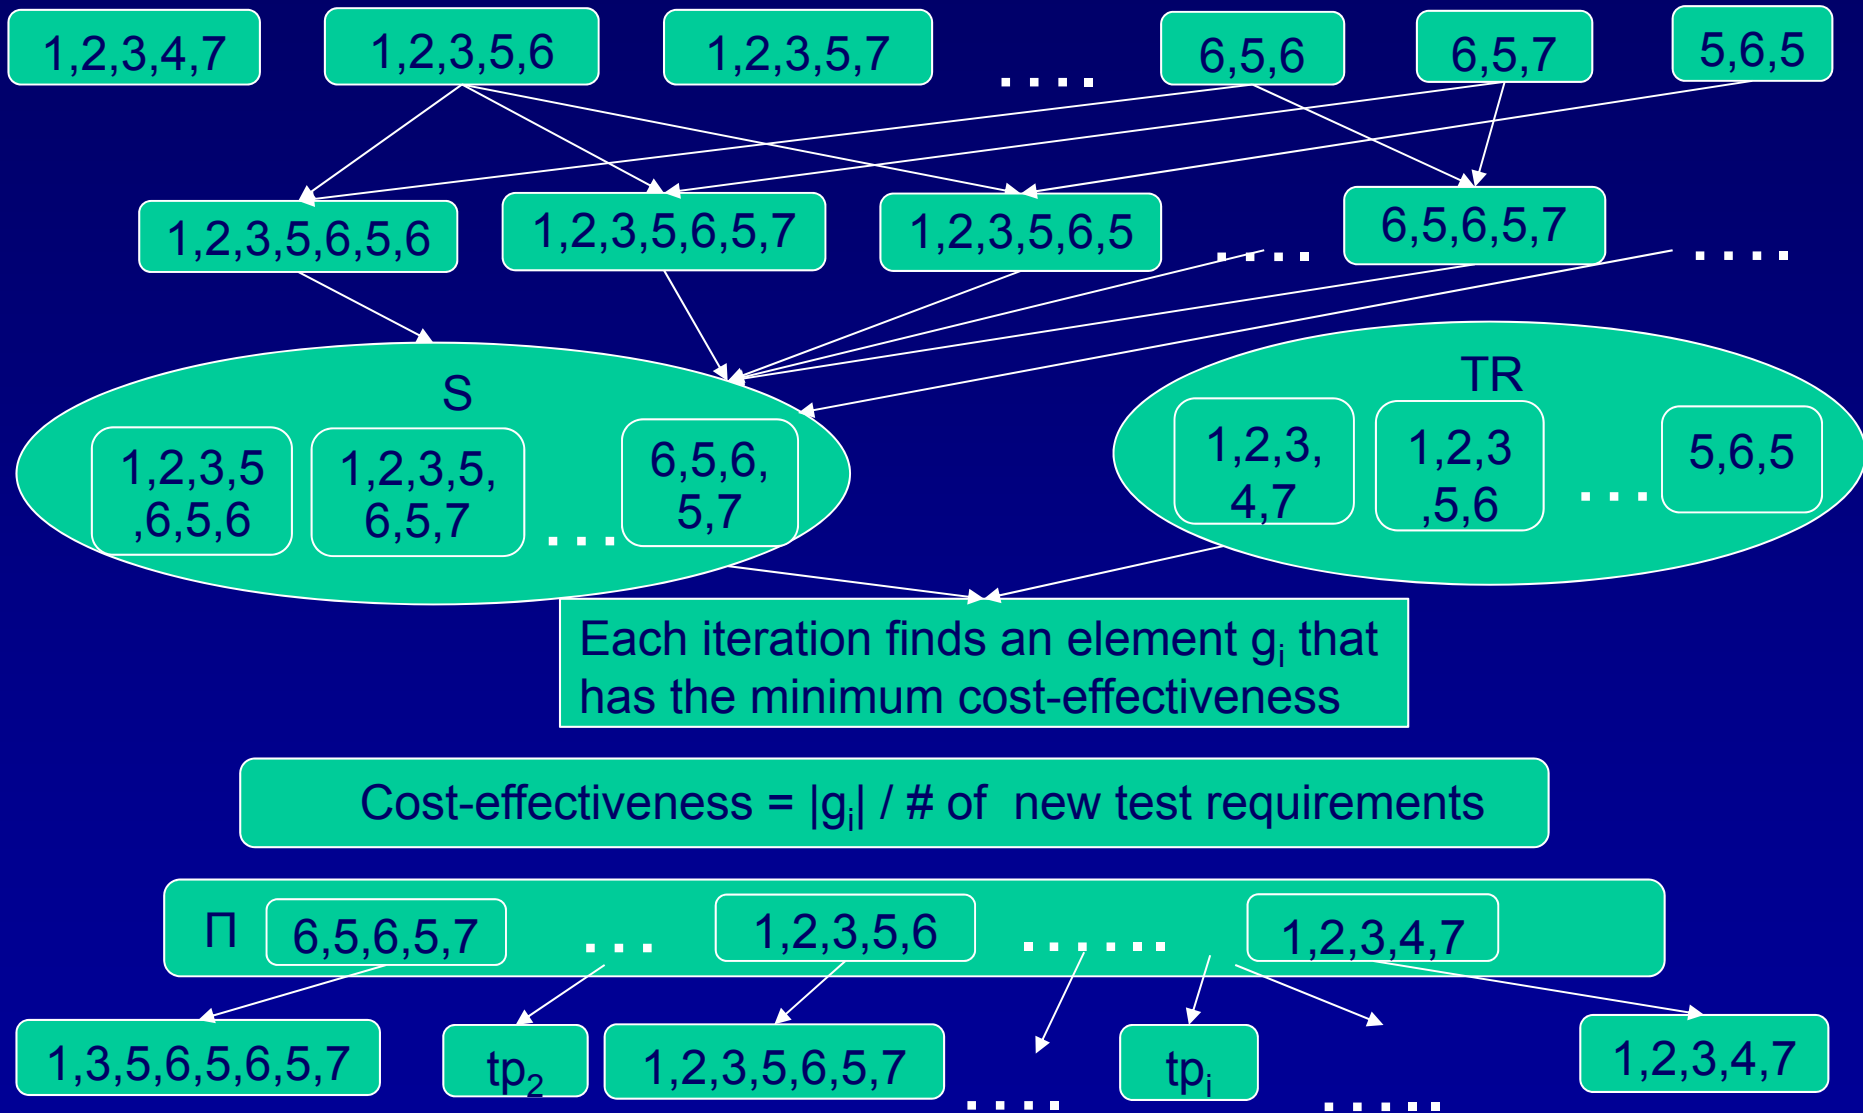 1,2,3,4,7
1,2,3,5,6
1,2,3,5,7
. . . .
6,5,6
6,5,7
5,6,5
1,2,3,5,6,5,6
1,2,3,5,6,5,7
1,2,3,5,6,5
. . . .
6,5,6,5,7
. . . .
S
1,2,3,5
,6,5,6
1,2,3,5,
6,5,7
. . .
6,5,6,
5,7
TR
1,2,3,
4,7
1,2,3
,5,6
. . .
5,6,5
Each iteration finds an element gᵢ that
has the minimum cost-effectiveness
Cost-effectiveness = |gᵢ| / # of new test requirements
Π
6,5,6,5,7
. . .
1,2,3,5,6
. . . . . .
1,2,3,4,7
1,3,5,6,5,6,5,7
tp₂
1,2,3,5,6,5,7
. . . .
tpᵢ
. . . . .
1,2,3,4,7